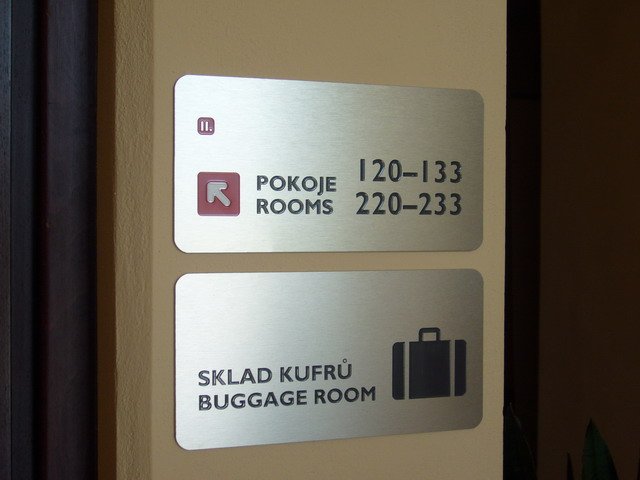 II.
POKOJE 120–133
ROOMS 220–233
SKLAD KUFRŮ
BUGGAGE ROOM